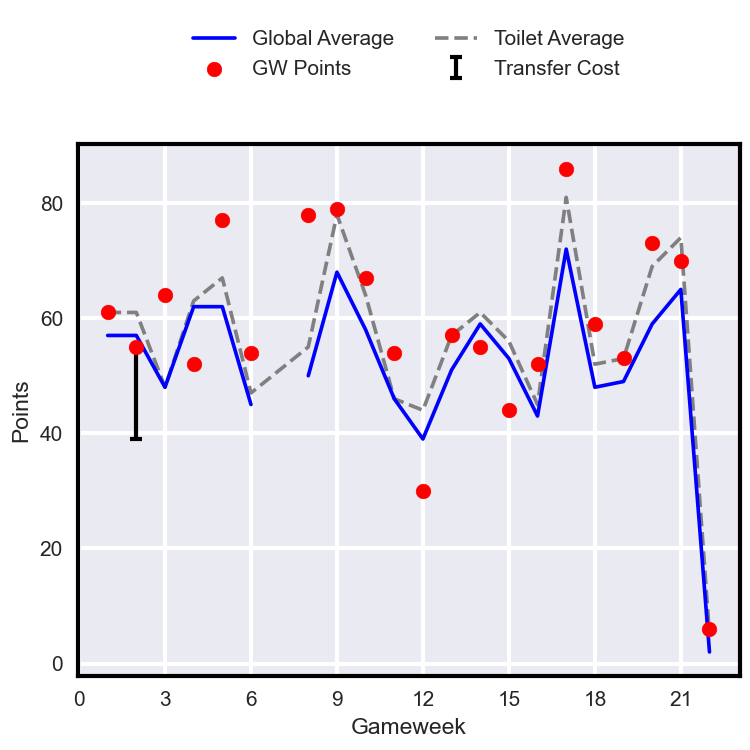 Global Average
Toilet Average
GW Points
Transfer Cost
80
60
40
20
0
Points
0 3 6 9 12 15 18 21
Gameweek